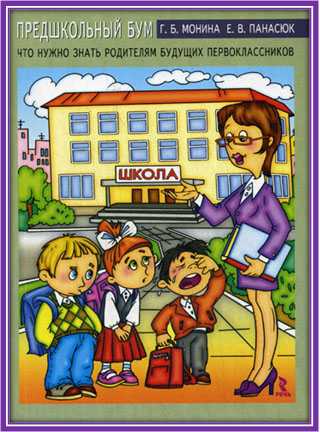 ПРЕДШКОЛЬНЫЙ БУМ Г. Б. МОНИНА Е. В. ПАНАСЮК
ЧТО НУЖНО ЗНАТЬ РОДИТЕЛЯМ БУДУЩИХ ПЕРВОКЛАССНИКОВ
ШКОЛА
РЕЧЬ